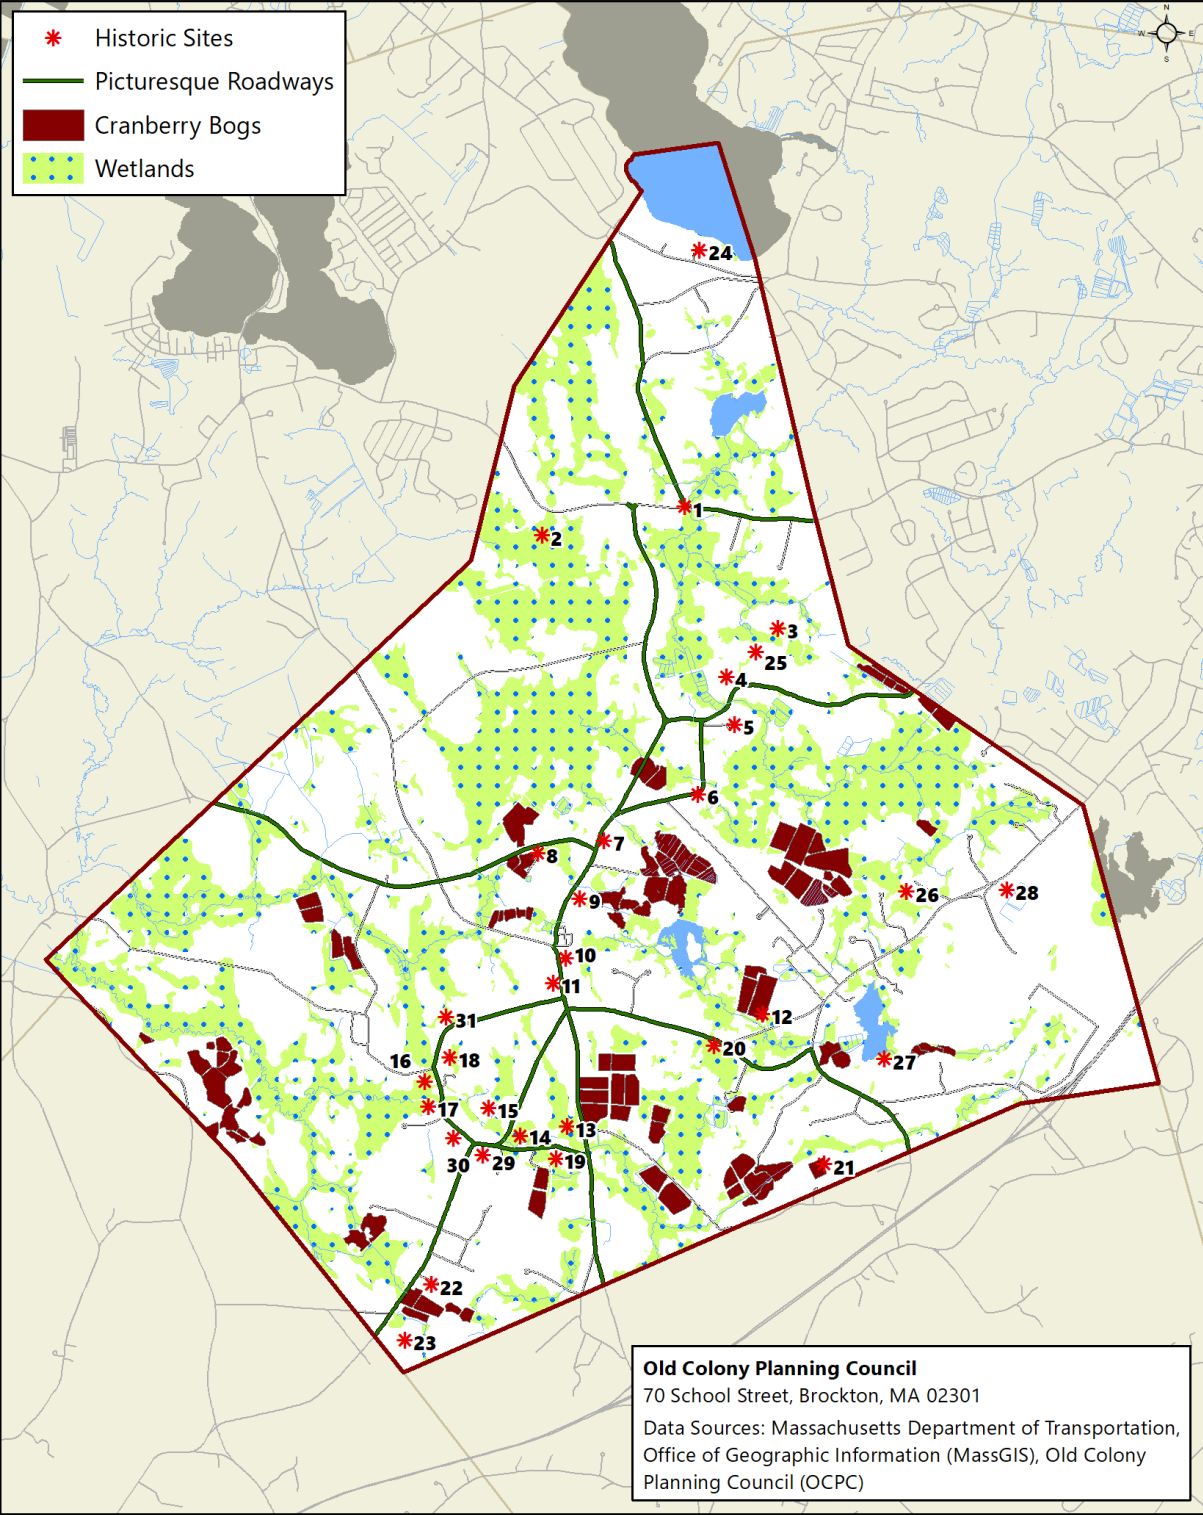 Historic Sites
Picturesque Roadways
Cranberry Bogs
Wetlands
N
W E
S
24
1
2
3
25
4
5
6
7
8
9
26
28
10
11
12
31
20
18
27
16
17
15
13
14
30
29
19
21
22
23
Old Colony Planning Council
70 School Street, Brockton, MA 02301
Data Sources: Massachusetts Department of Transportation,
Office of Geographic Information (MassGIS), Old Colony
Planning Council (OCPC)